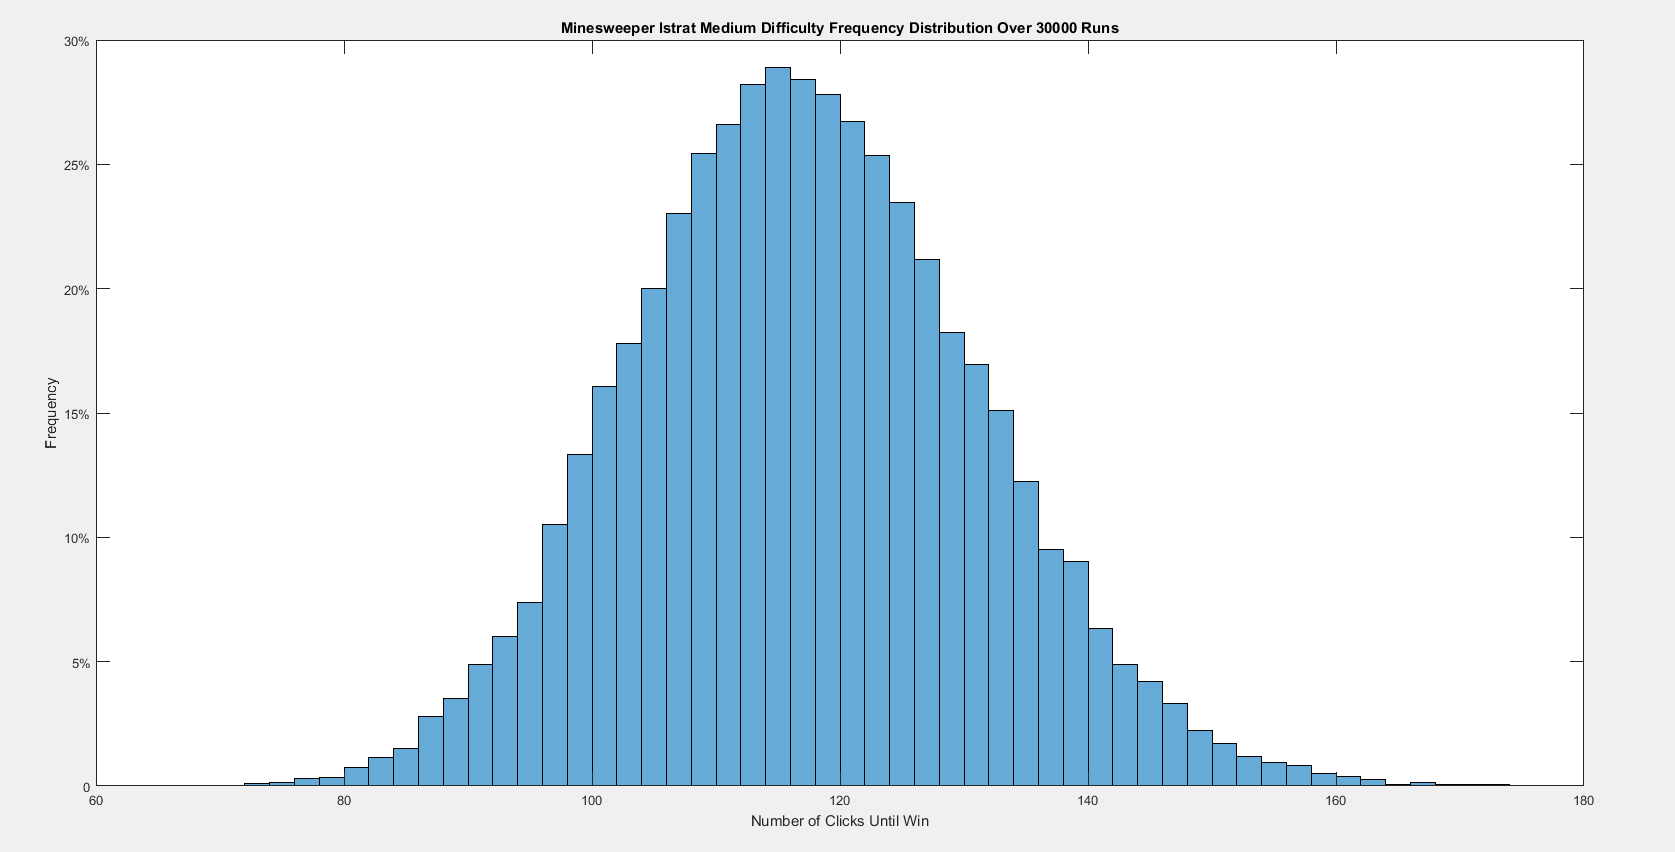 Minesweeper Istrat Medium Difficulty Frequency Distribution Over 30000 Runs
30%
25%
20%
15%
10%
5%
0
Frequency
60 80 100 120 140 160 180
Number of Clicks Until Win